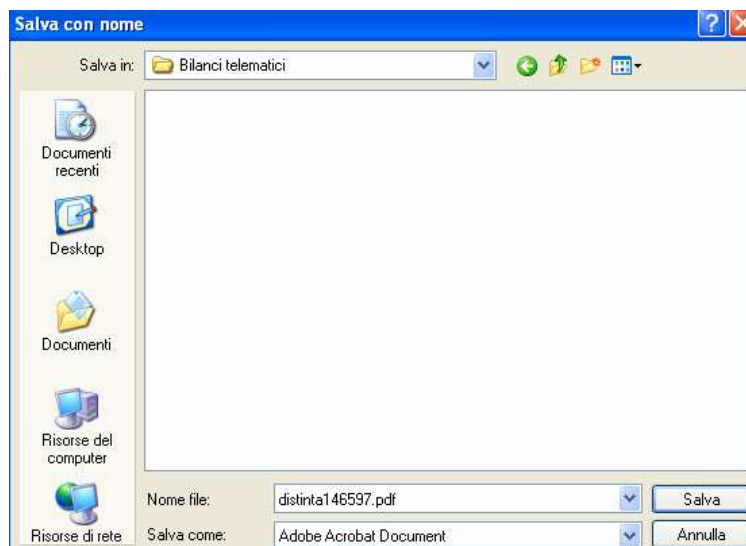 Salva con nome
Salva in: Bilanci telematici
Documenti
recenti
Desktop
Documenti
Risorse del
computer
Risorse di rete
Nome file: distinta146597.pdf Salva
Salva come: Adobe Acrobat Document Annulla